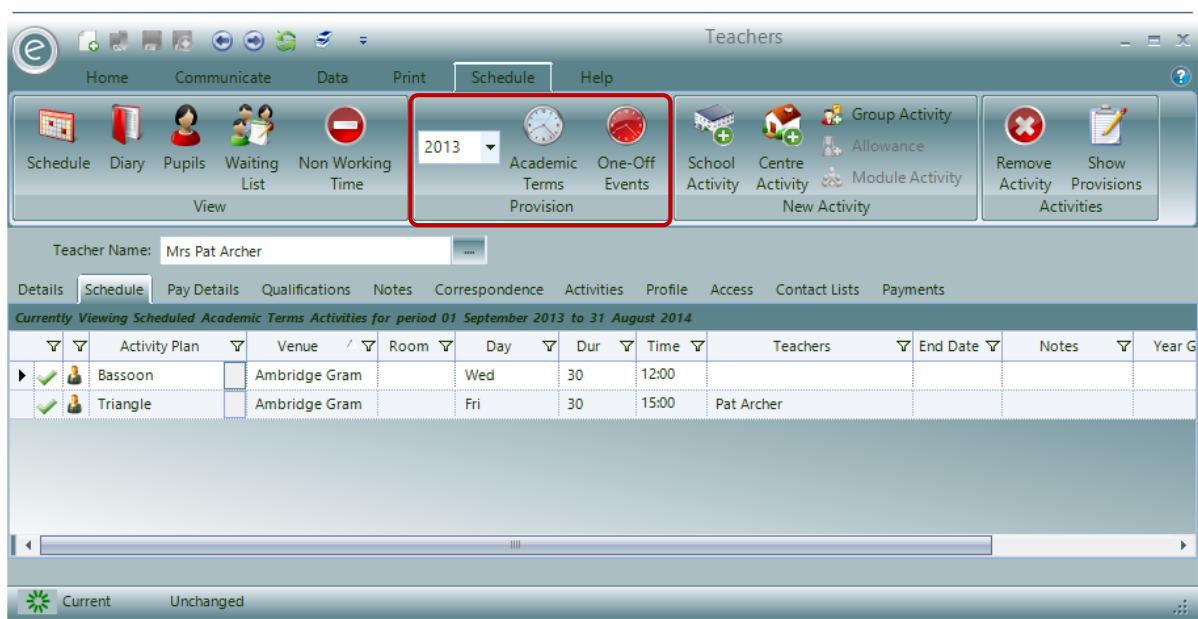 Teachers
Home Communicate Data Print Schedule Help
Schedule Diary Pupils Waiting List Non Working Time
View
2013 Academic Terms One-Off Events
Provision
School Activity Centre Activity Group Activity
Allowance
Module Activity
New Activity
Remove Activity Show Provisions
Activities
Teacher Name: Mrs Pat Archer ...
Details Schedule Pay Details Qualifications Notes Correspondence Activities Profile Access Contact Lists Payments
Currently Viewing Scheduled Academic Terms Activities for period 01 September 2013 to 31 August 2014
Activity Plan Venue Room Day Dur Time Teachers End Date Notes Year G
Bassoon Ambridge Gram Wed 30 12:00
Triangle Ambridge Gram Fri 30 15:00 Pat Archer
Current Unchanged